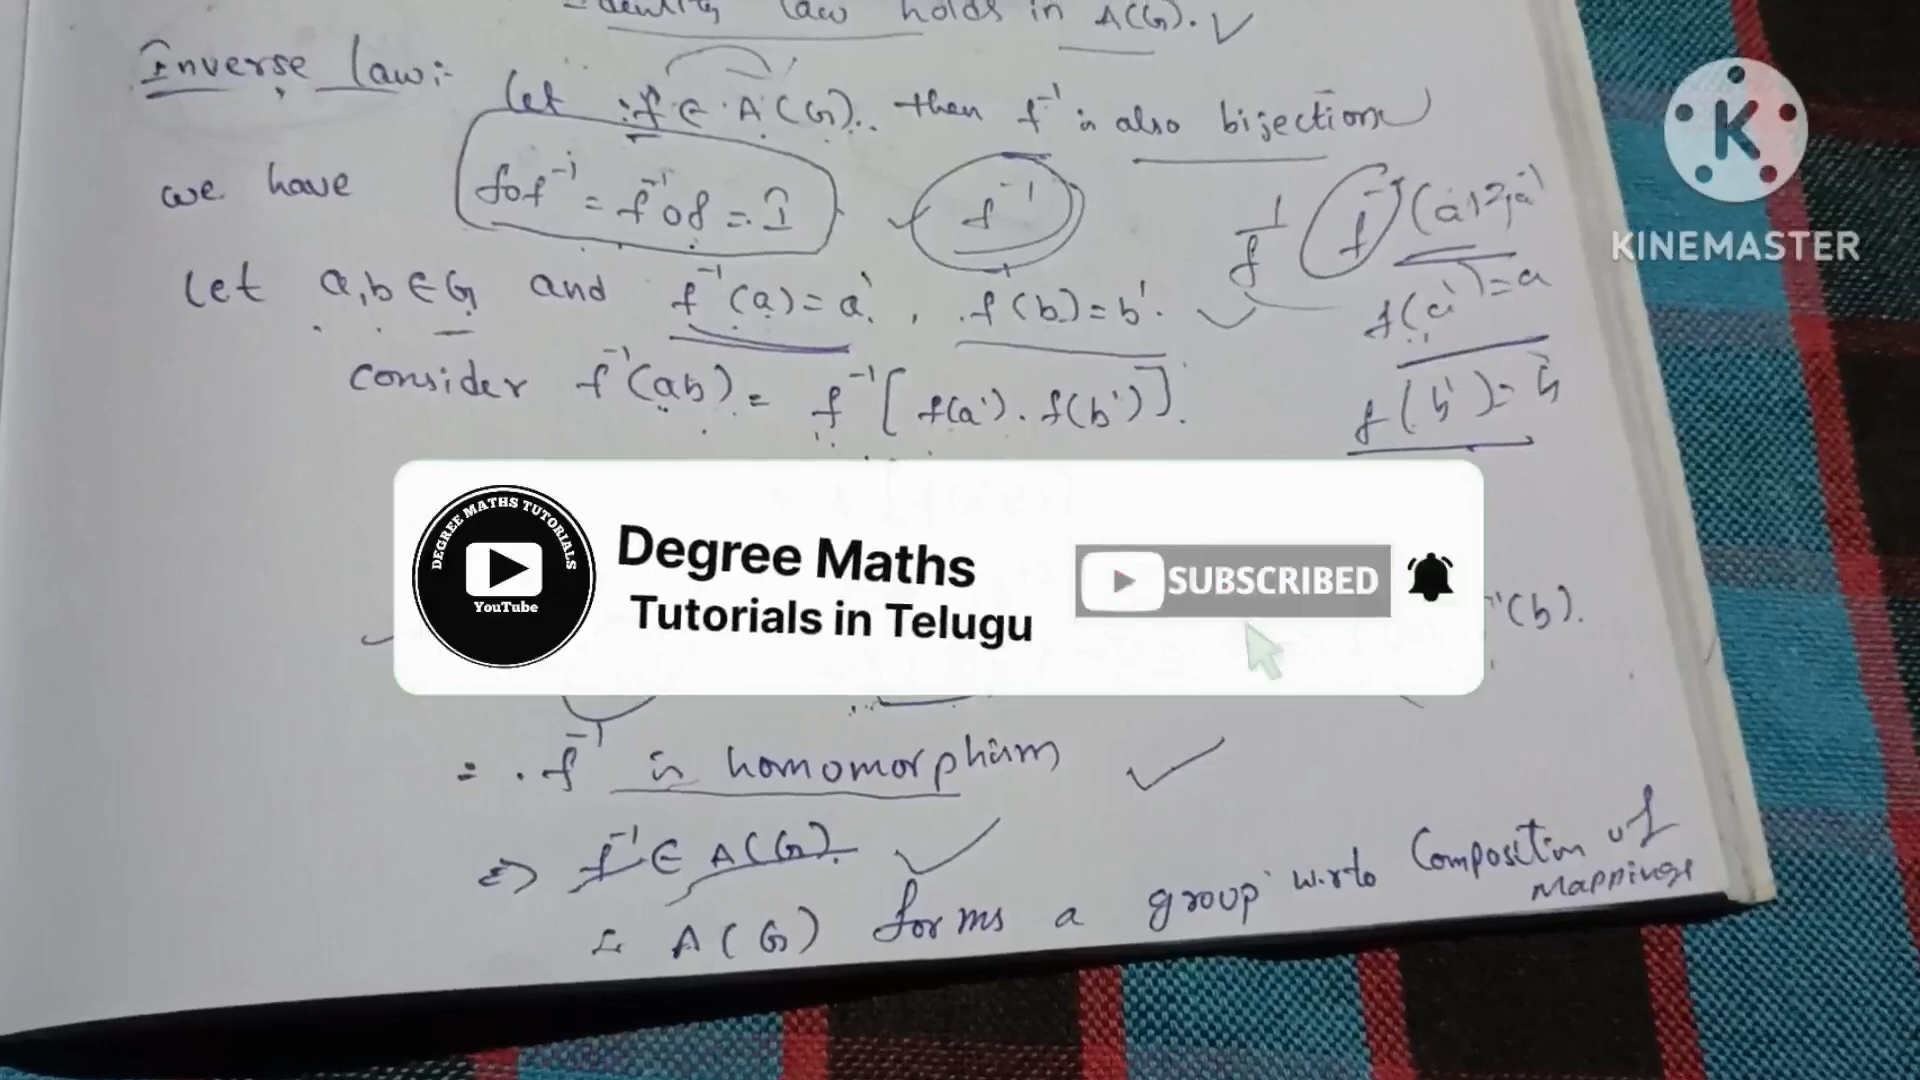 Identity law holds in A(G). ✓
Inverse law:- Let f ∈ A(G). then f⁻¹ is also bijection
we have fof⁻¹ = f⁻¹of = I f⁻¹ 1/f f⁻¹(a)=a'
Let a,b∈G and f⁻¹(a)=a', f(b)=b'. f(a')=a
consider f⁻¹(ab) = f⁻¹[f(a').f(b')]. f(b')=b
⁻¹(b).
= . f⁻¹ is homomorphism ✓
⇒ f⁻¹∈ A(G). ✓
∴ A(G) forms a group w.r.to Composition of
mappings
K
KINEMASTER
DEGREE MATHS TUTORIALS
YouTube
Degree Maths
Tutorials in Telugu
SUBSCRIBED